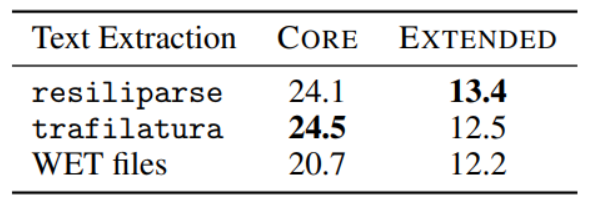 Text Extraction CORE EXTENDED
resiliparse 24.1 13.4
trafilatura 24.5 12.5
WET files 20.7 12.2